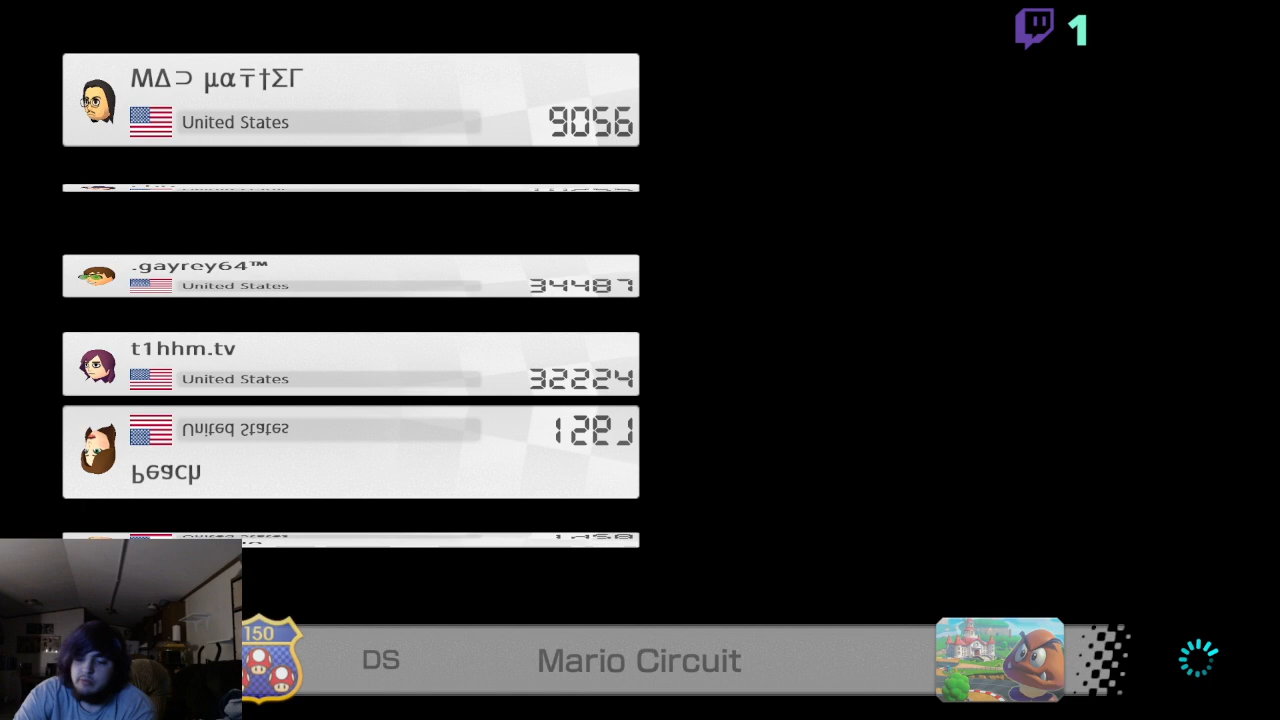 1
ΜΔ⊃ μα〒†ΣΓ
United States
9056
.gayrey64™
United States
34487
t1hhm.tv
United States
32224
United States
Peach
150
DS
Mario Circuit